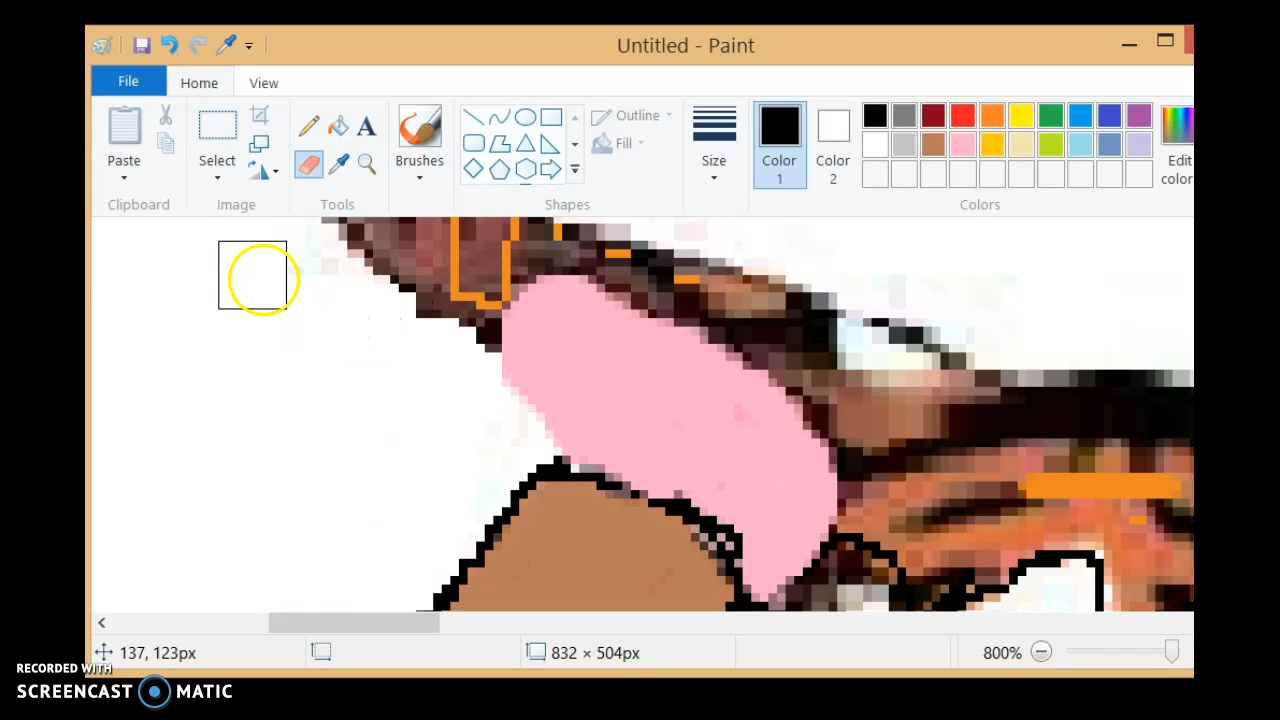 Untitled - Paint
File Home View
Paste Select Brushes Outline Fill Size Color 1 Color 2 Edit color
Clipboard Image Tools Shapes Colors
137, 123px 832 × 504px 800%
RECORDED WITH
SCREENCAST MATIC